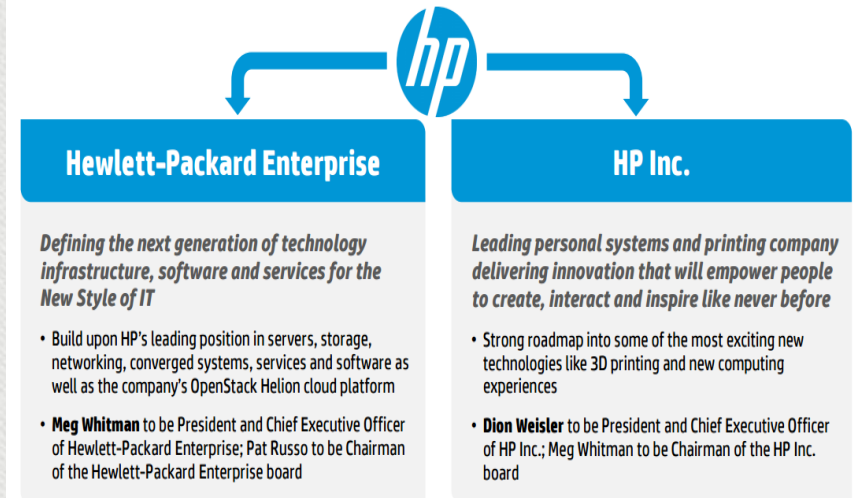 hp
Hewlett-Packard Enterprise
Defining the next generation of technology
infrastructure, software and services for the
New Style of IT
• Build upon HP's leading position in servers, storage,
networking, converged systems, services and software as
well as the company's OpenStack Helion cloud platform
• Meg Whitman to be President and Chief Executive Officer
of Hewlett-Packard Enterprise; Pat Russo to be Chairman
of the Hewlett-Packard Enterprise board
HP Inc.
Leading personal systems and printing company
delivering innovation that will empower people
to create, interact and inspire like never before
• Strong roadmap into some of the most exciting new
technologies like 3D printing and new computing
experiences
• Dion Weisler to be President and Chief Executive Officer
of HP Inc.; Meg Whitman to be Chairman of the HP Inc.
board